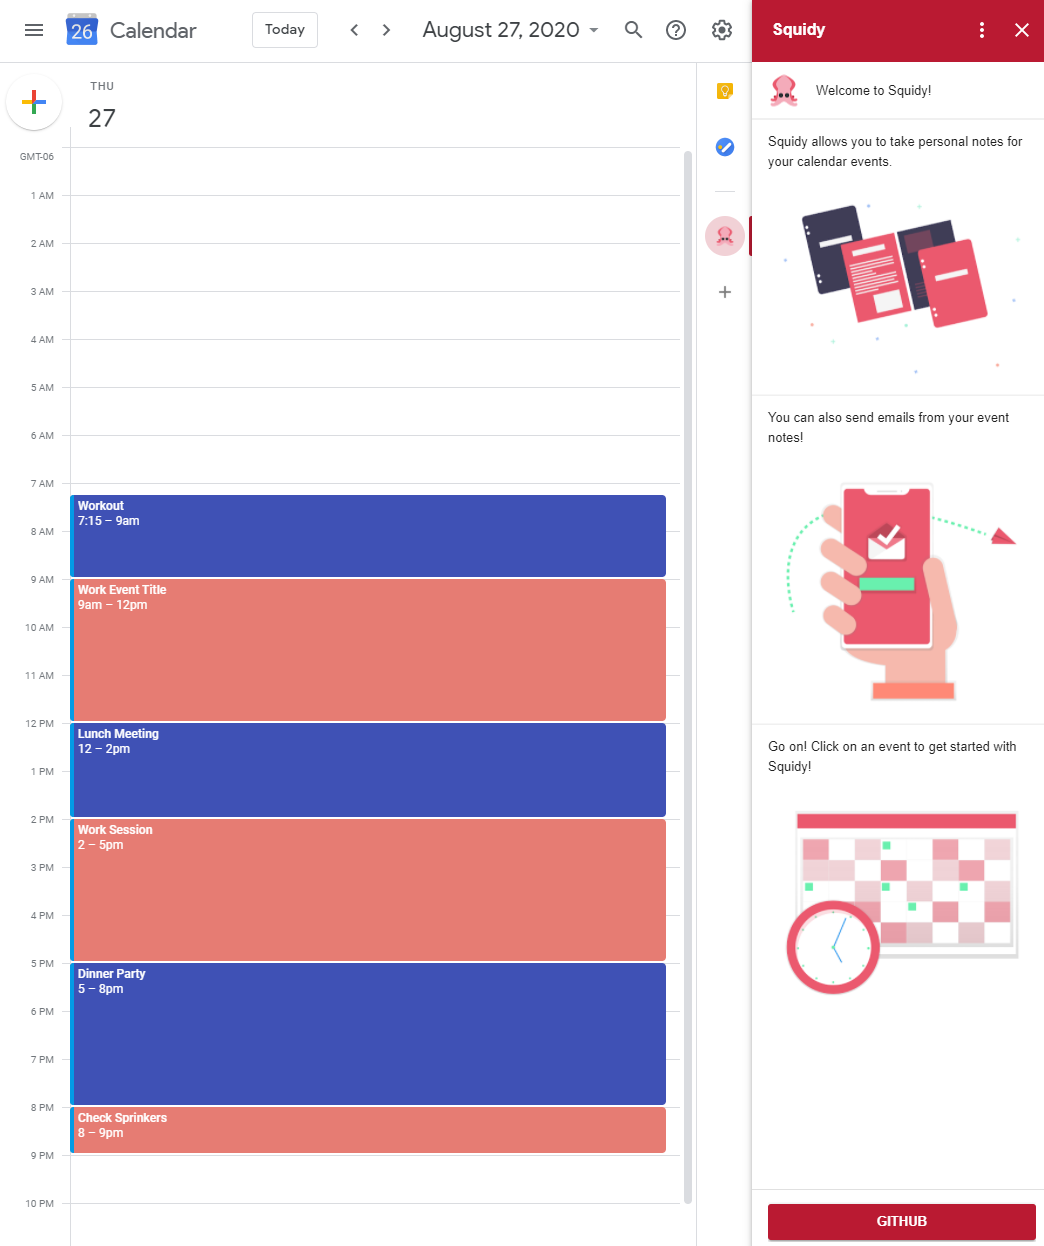 26 Calendar
Today
August 27, 2020
THU
27
GMT-06
1 AM
2 AM
3 AM
4 AM
5 AM
6 AM
7 AM
8 AM
9 AM
10 AM
11 AM
12 PM
1 PM
2 PM
3 PM
4 PM
5 PM
6 PM
7 PM
8 PM
9 PM
10 PM
Workout
7:15 – 9am
Work Event Title
9am – 12pm
Lunch Meeting
12 – 2pm
Work Session
2 – 5pm
Dinner Party
5 – 8pm
Check Sprinkers
8 – 9pm
Squidy
Welcome to Squidy!
Squidy allows you to take personal notes for
your calendar events.
You can also send emails from your event
notes!
Go on! Click on an event to get started with
Squidy!
GITHUB